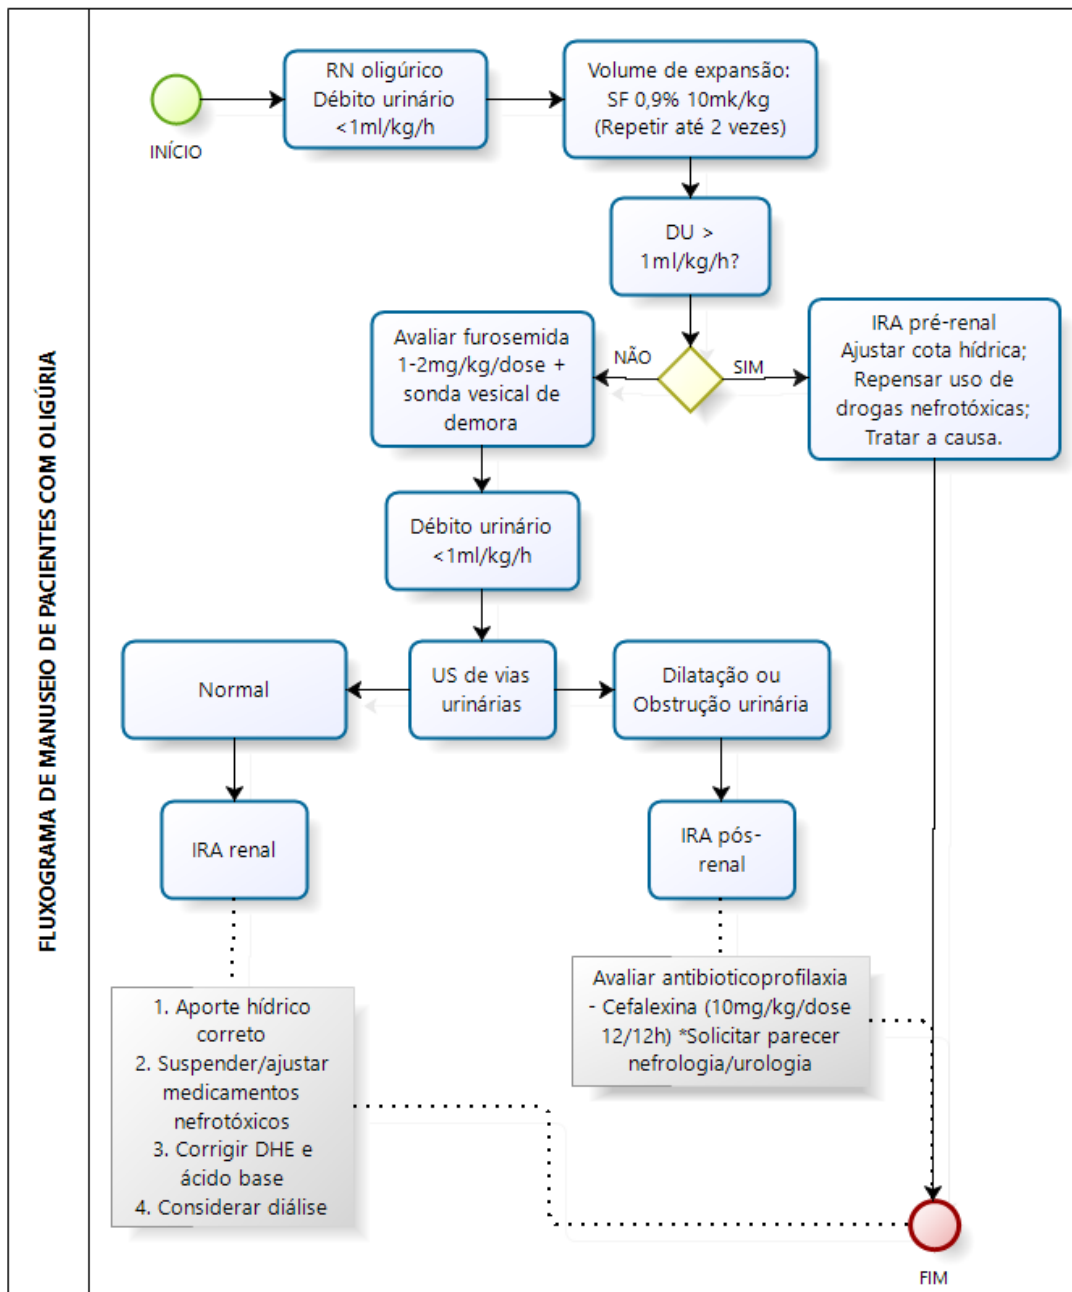 FLUXOGRAMA DE MANUSEIO DE PACIENTES COM OLIGÚRIA
INÍCIO
RN oligúrico
Débito urinário
<1ml/kg/h
Volume de expansão:
SF 0,9% 10mk/kg
(Repetir até 2 vezes)
DU >
1ml/kg/h?
NÃO
SIM
Avaliar furosemida
1-2mg/kg/dose +
sonda vesical de
demora
IRA pré-renal
Ajustar cota hídrica;
Repensar uso de
drogas nefrotóxicas;
Tratar a causa.
Débito urinário
<1ml/kg/h
Normal
US de vias
urinárias
Dilatação ou
Obstrução urinária
IRA renal
IRA pós-
renal
1. Aporte hídrico
correto
2. Suspender/ajustar
medicamentos
nefrotóxicos
3. Corrigir DHE e
ácido base
4. Considerar diálise
Avaliar antibioticoprofilaxia
- Cefalexina (10mg/kg/dose
12/12h) *Solicitar parecer
nefrologia/urologia
FIM